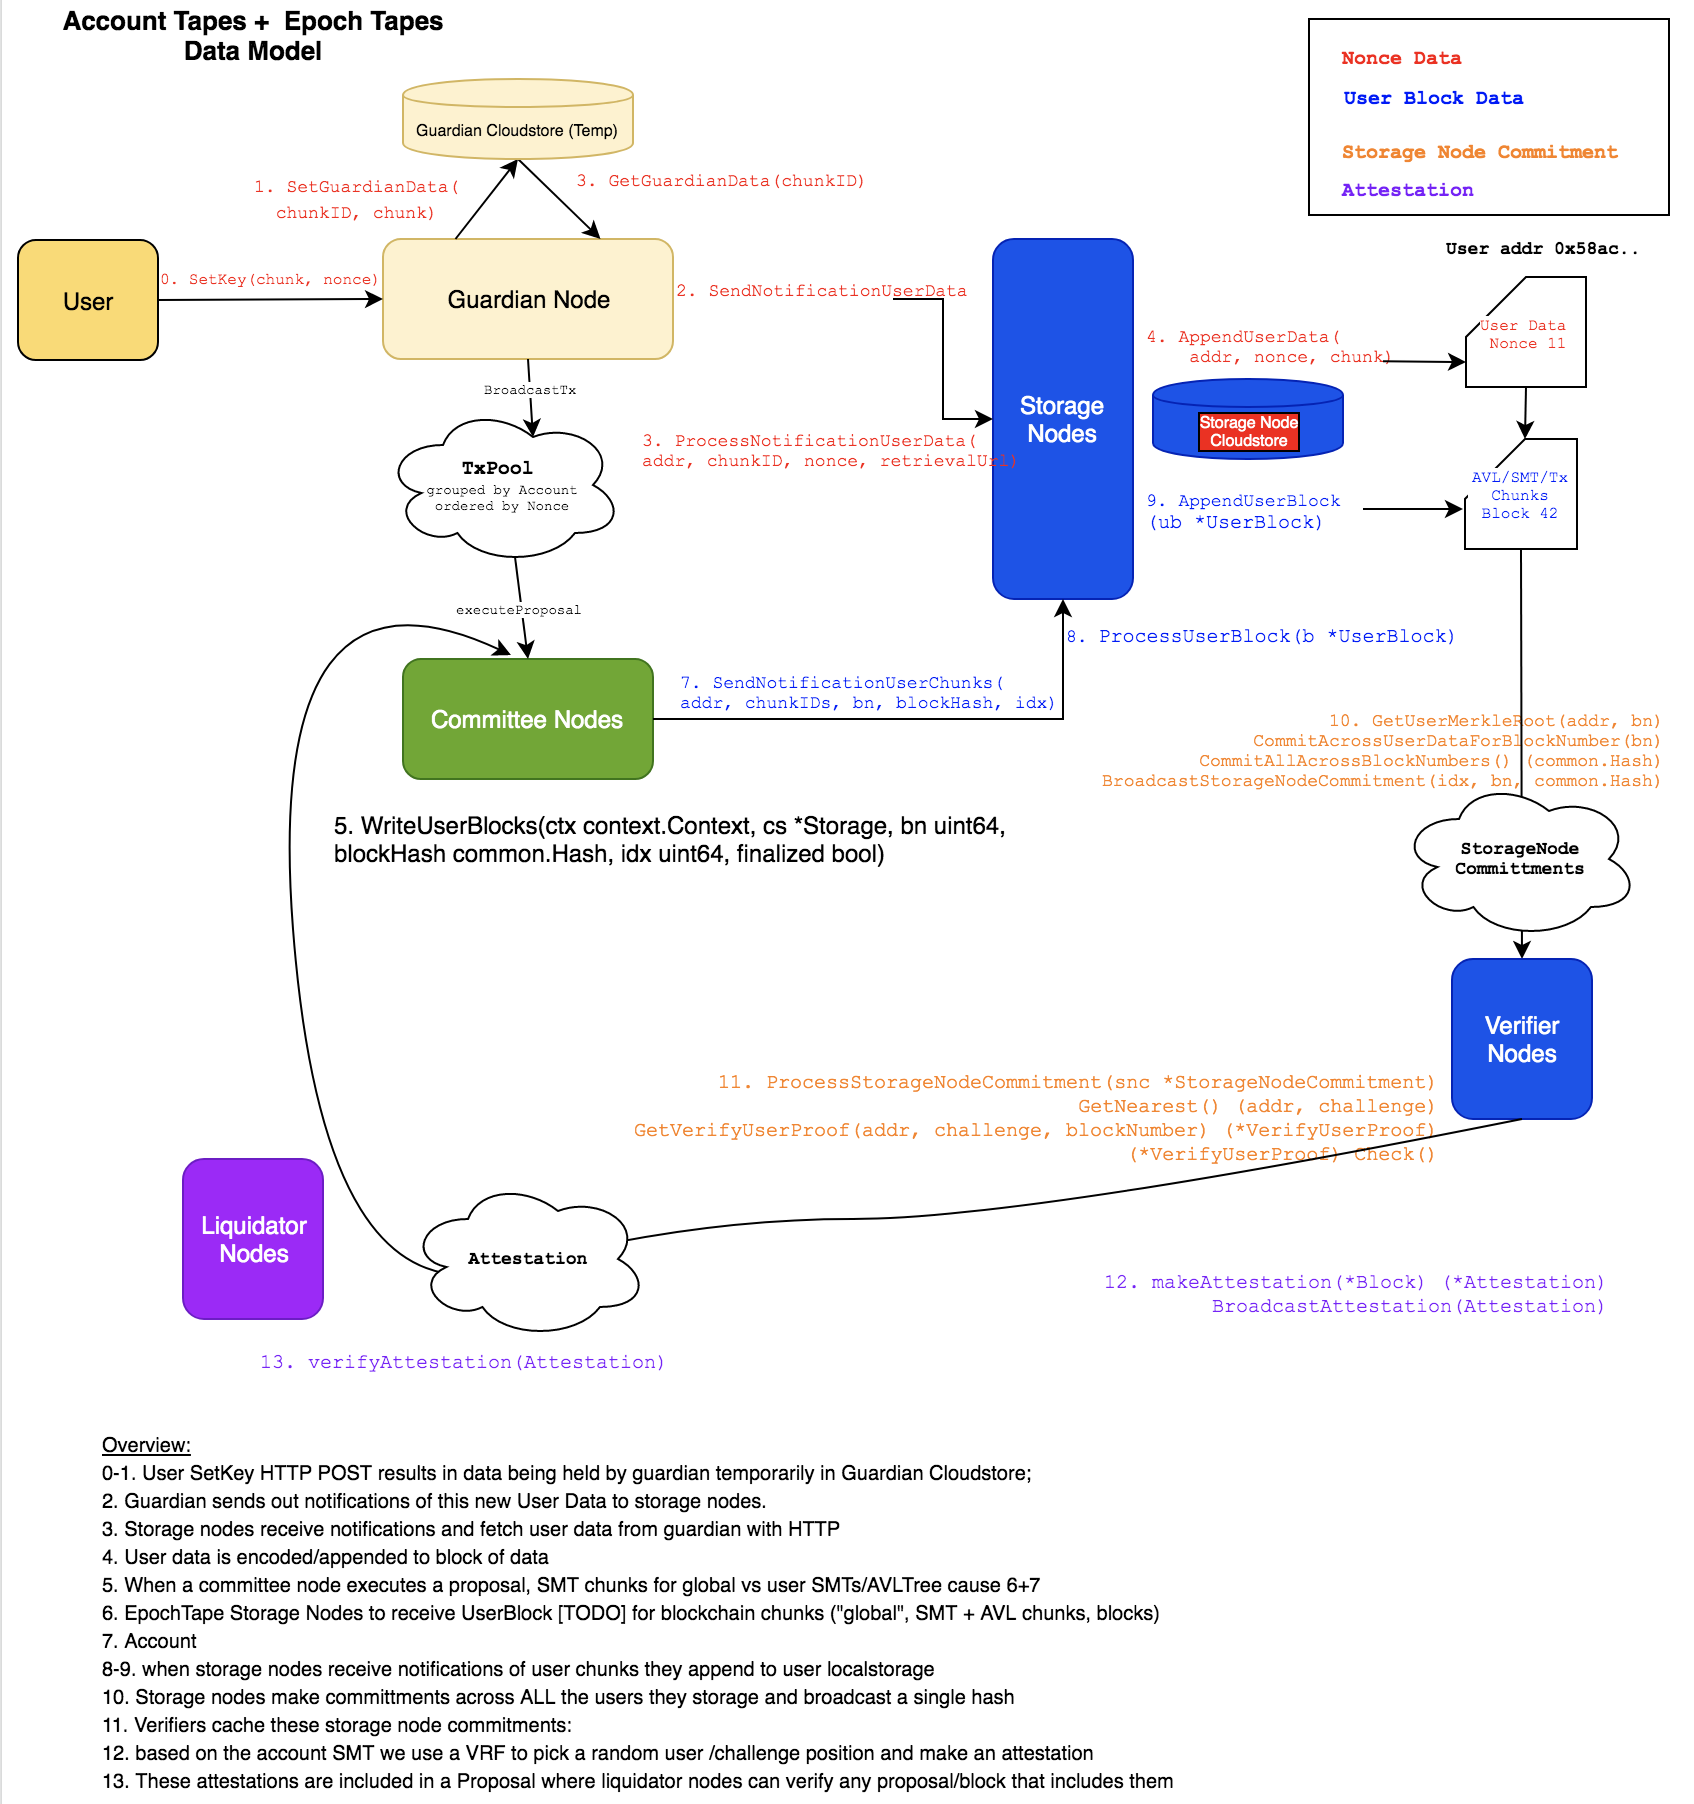 Account Tapes +  Epoch Tapes
Data Model
Nonce Data
User Block Data
Storage Node Commitment
Attestation
Guardian Cloudstore (Temp)
1. SetGuardianData(
chunkID, chunk)
3. GetGuardianData(chunkID)
User
0. SetKey(chunk, nonce)
Guardian Node
2. SendNotificationUserData
User addr 0x58ac..
User Data
Nonce 11
4. AppendUserData(
addr, nonce, chunk)
Storage
Nodes
Storage Node
Cloudstore
BroadcastTx
TxPool
grouped by Account
ordered by Nonce
3. ProcessNotificationUserData(
addr, chunkID, nonce, retrievalUrl)
AVL/SMT/Tx
Chunks
Block 42
9. AppendUserBlock
(ub *UserBlock)
executeProposal
8. ProcessUserBlock(b *UserBlock)
Committee Nodes
7. SendNotificationUserChunks(
addr, chunkIDs, bn, blockHash, idx)
10. GetUserMerkleRoot(addr, bn)
CommitAcrossUserDataForBlockNumber(bn)
CommitAllAcrossBlockNumbers() (common.Hash)
BroadcastStorageNodeCommitment(idx, bn, common.Hash)
5. WriteUserBlocks(ctx context.Context, cs *Storage, bn uint64,
blockHash common.Hash, idx uint64, finalized bool)
StorageNode
Committments
Verifier
Nodes
11. ProcessStorageNodeCommitment(snc *StorageNodeCommitment)
GetNearest() (addr, challenge)
GetVerifyUserProof(addr, challenge, blockNumber) (*VerifyUserProof)
(*VerifyUserProof) Check()
Liquidator
Nodes
Attestation
12. makeAttestation(*Block) (*Attestation)
BroadcastAttestation(Attestation)
13. verifyAttestation(Attestation)
Overview:
0-1. User SetKey HTTP POST results in data being held by guardian temporarily in Guardian Cloudstore;
2. Guardian sends out notifications of this new User Data to storage nodes.
3. Storage nodes receive notifications and fetch user data from guardian with HTTP
4. User data is encoded/appended to block of data
5. When a committee node executes a proposal, SMT chunks for global vs user SMTs/AVLTree cause 6+7
6. EpochTape Storage Nodes to receive UserBlock [TODO] for blockchain chunks ("global", SMT + AVL chunks, blocks)
7. Account
8-9. when storage nodes receive notifications of user chunks they append to user localstorage
10. Storage nodes make committments across ALL the users they storage and broadcast a single hash
11. Verifiers cache these storage node commitments:
12. based on the account SMT we use a VRF to pick a random user /challenge position and make an attestation
13. These attestations are included in a Proposal where liquidator nodes can verify any proposal/block that includes them